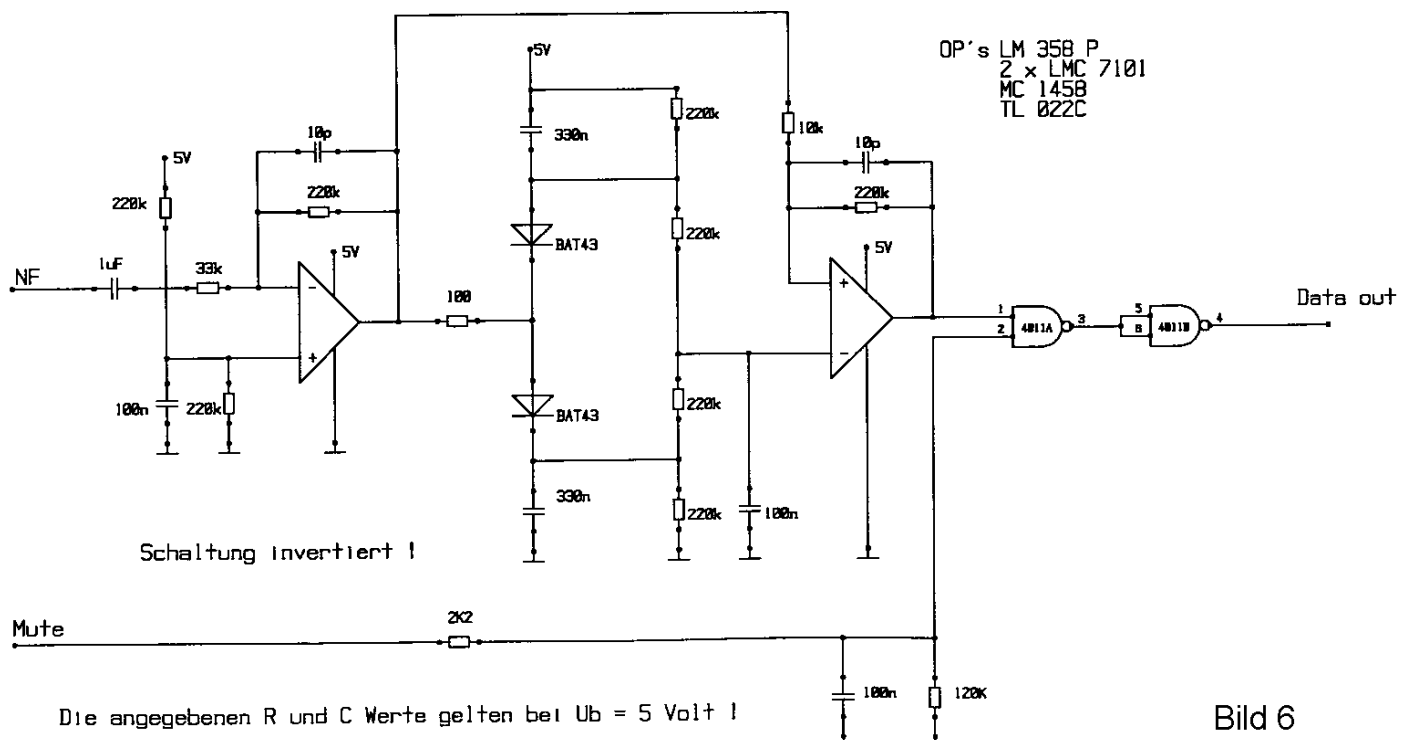 OP's LM 358 P
2 x LMC 7101
MC 1458
TL 022C
5V
5V
220k
10k
330n
10p
10p
5V
220k
220k
220k
220k
BAT43
5V
5V
NF
1uF
33k
-
100
+
Data out
1
2
4011A
3
5
6
4011B
4
+
-
100n
220k
BAT43
220k
330n
220k
100n
Schaltung invertiert !
Mute
2K2
100n
120K
Die angegebenen R und C Werte gelten bei Ub = 5 Volt !
Bild 6